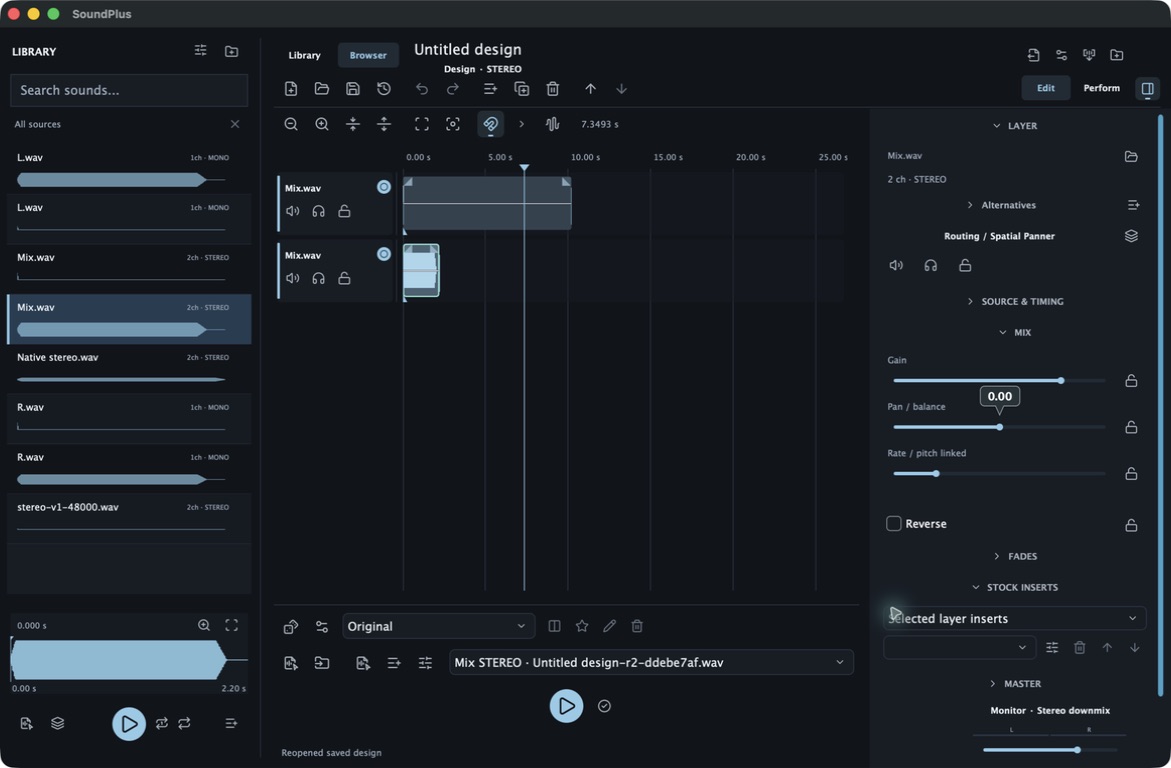 SoundPlus
LIBRARY
Search sounds...
All sources
L.wav
1ch - MONO
L.wav
1ch - MONO
Mix.wav
2ch - STEREO
Mix.wav
2ch - STEREO
Native stereo.wav
2ch - STEREO
R.wav
1ch - MONO
R.wav
1ch - MONO
stereo-v1-48000.wav
2ch - STEREO
0.000 s
0.00 s
2.20 s
Library
Browser
Untitled design
Design · STEREO
7.3493 s
0.00 s
5.00 s
10.00 s
15.00 s
20.00 s
25.00 s
Mix.wav
Mix.wav
Original
Mix STEREO · Untitled design-r2-ddebe7af.wav
Reopened saved design
Edit
Perform
LAYER
Mix.wav
2 ch · STEREO
Alternatives
Routing / Spatial Panner
SOURCE & TIMING
MIX
Gain
0.00
Pan / balance
Rate / pitch linked
Reverse
FADES
STOCK INSERTS
Selected layer inserts
MASTER
Monitor · Stereo downmix
L
R